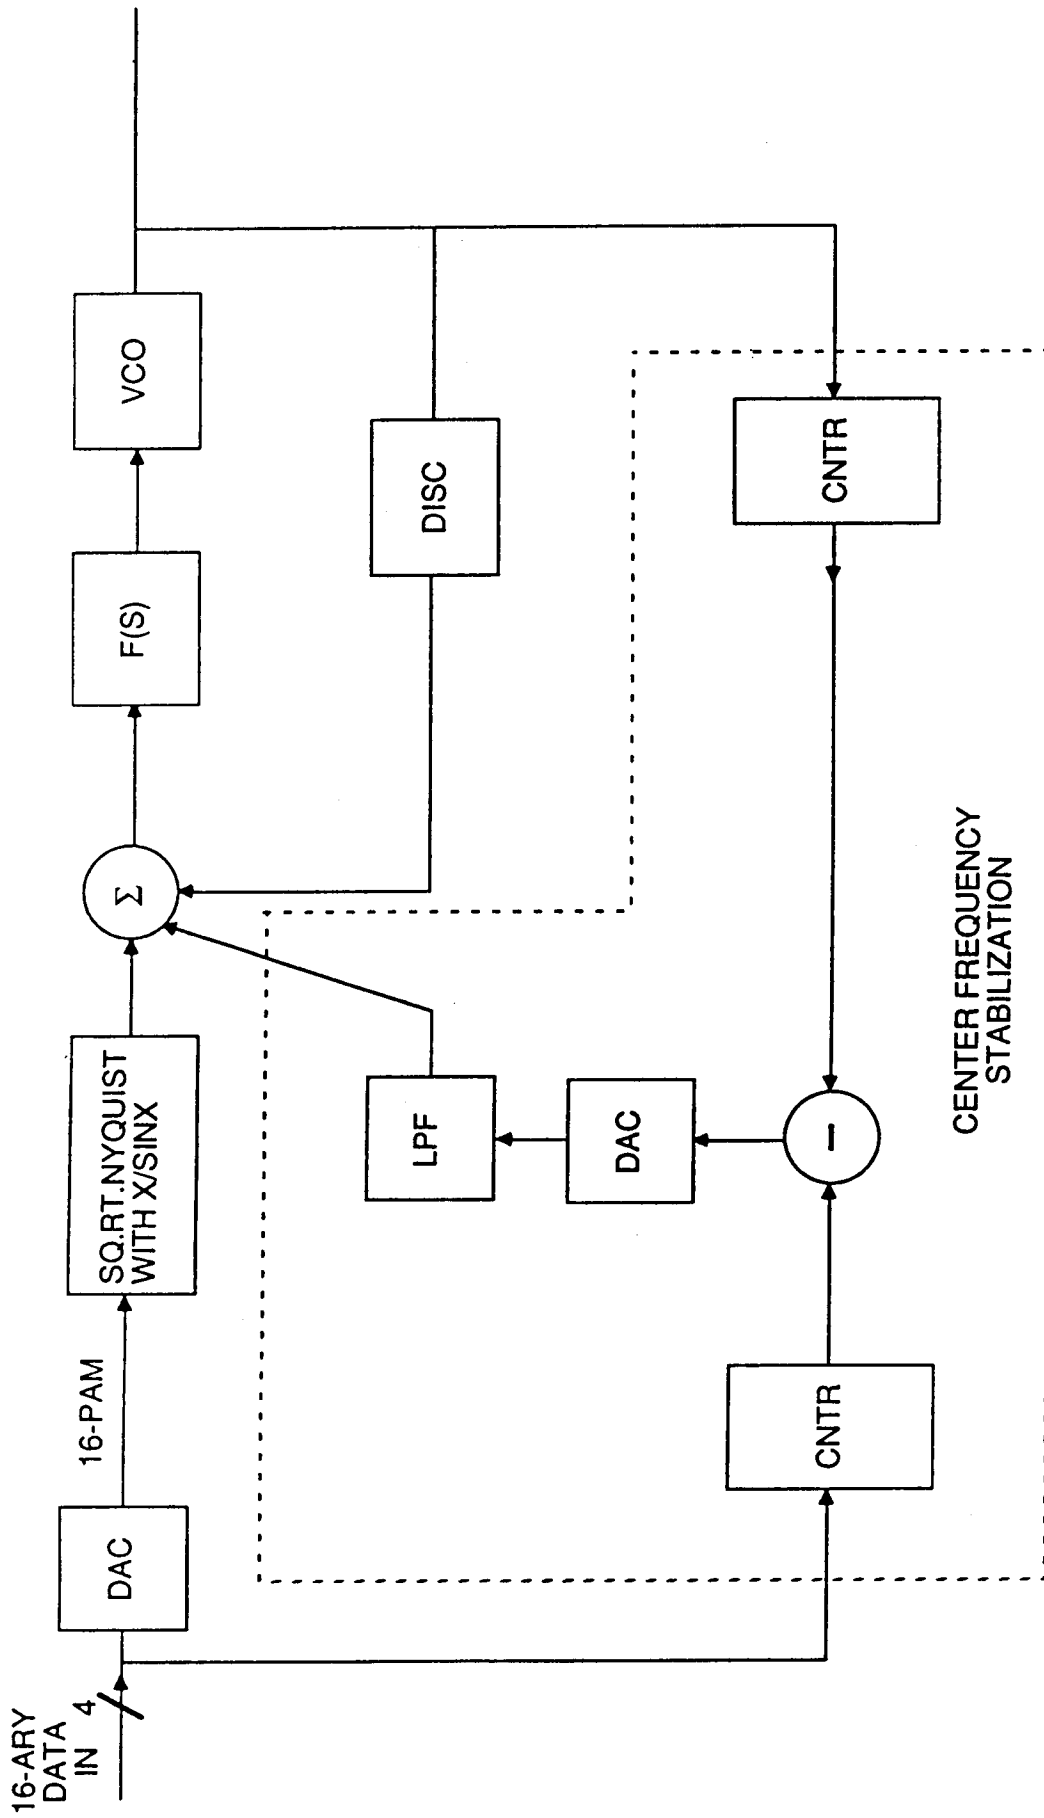 16-ARY
DATA
IN
4
DAC
16-PAM
SQ.RT.NYQUIST
WITH X/SINX
Σ
F(S)
VCO
DISC
LPF
DAC
CNTR
−
CNTR
CENTER FREQUENCY
STABILIZATION